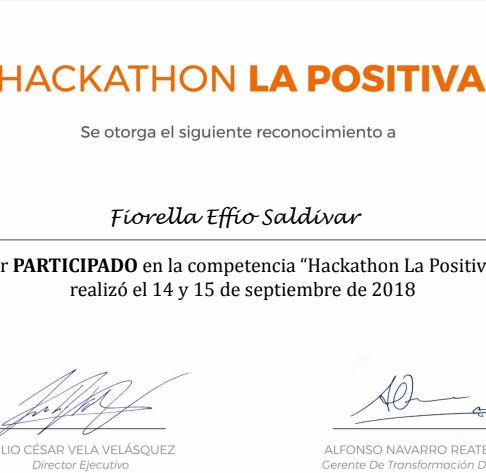 HACKATHON LA POSITIVA
Se otorga el siguiente reconocimiento a
Fiorella Effio Saldivar
r PARTICIPADO en la competencia “Hackathon La Positiv
realizó el 14 y 15 de septiembre de 2018
LIO CÉSAR VELA VELÁSQUEZ
ALFONSO NAVARRO REATE
Director Ejecutivo
Gerente De Transformación D